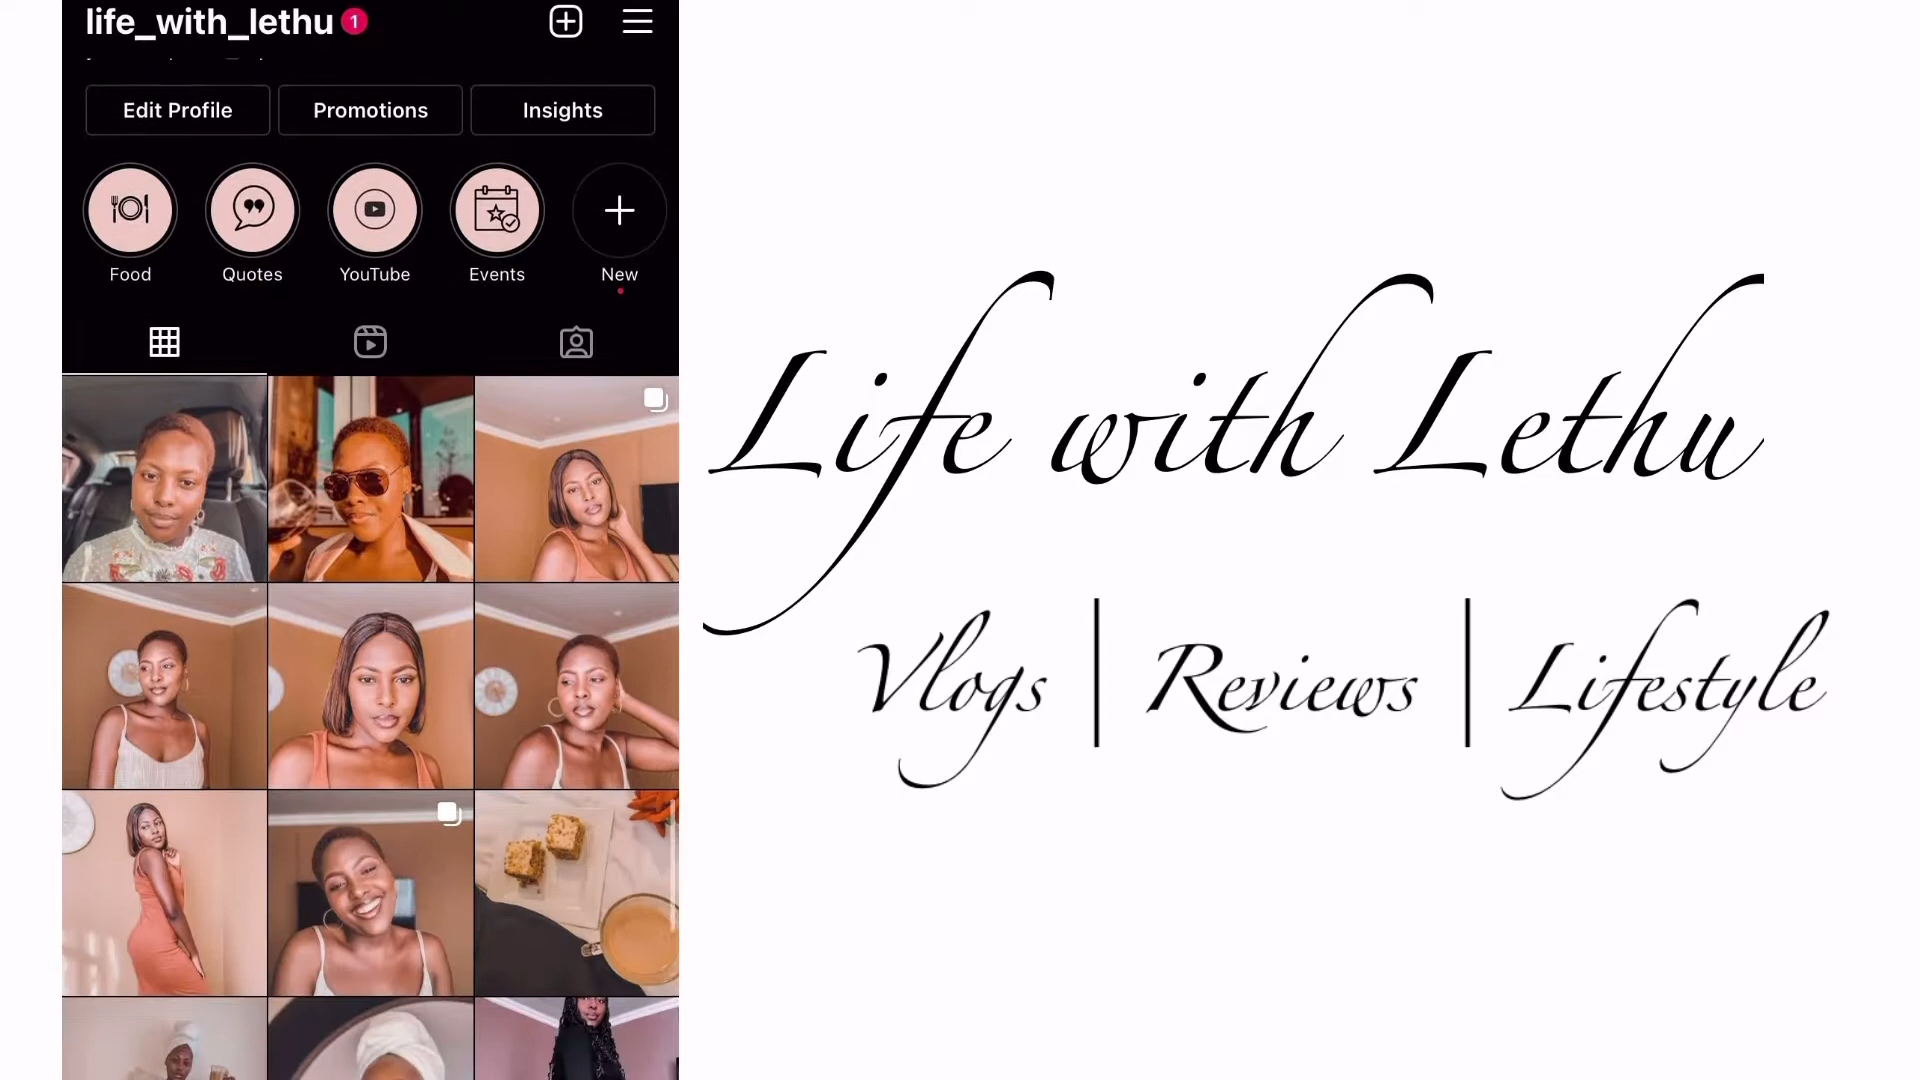 life_with_lethu 1
Edit Profile
Promotions
Insights
Food
Quotes
YouTube
Events
New
Life with Lethu
Vlogs | Reviews | Lifestyle